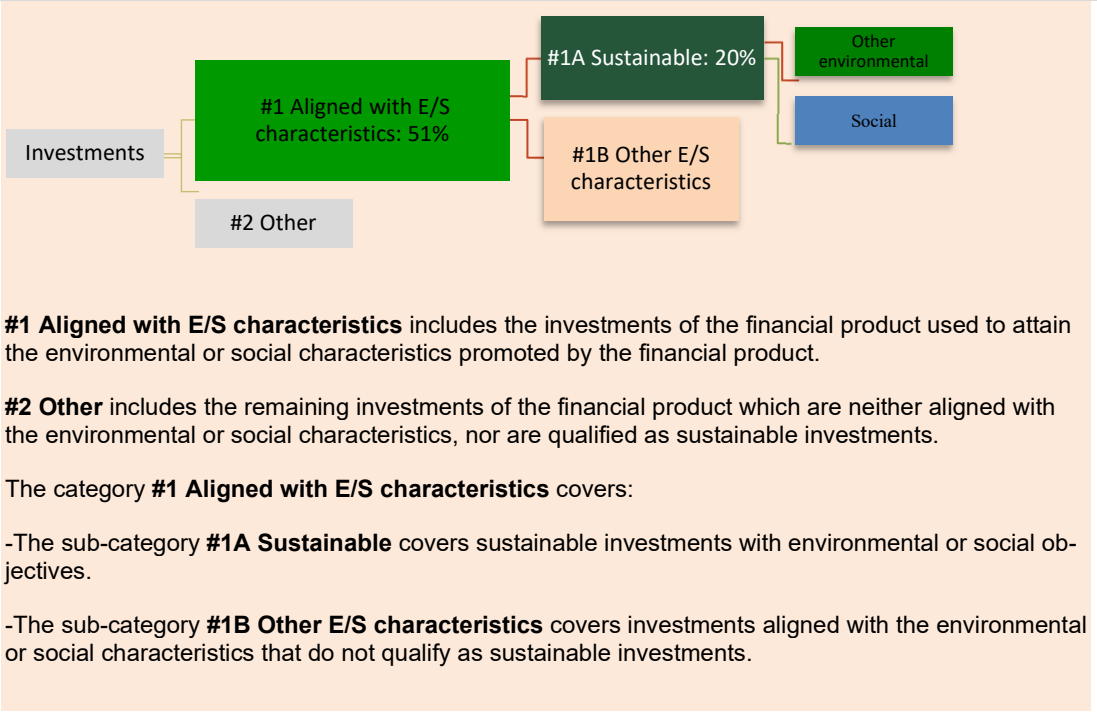 Investments
#1 Aligned with E/S
characteristics: 51%
#2 Other
#1A Sustainable: 20%
#1B Other E/S
characteristics
Other
environmental
Social
#1 Aligned with E/S characteristics includes the investments of the financial product used to attain
the environmental or social characteristics promoted by the financial product.
#2 Other includes the remaining investments of the financial product which are neither aligned with
the environmental or social characteristics, nor are qualified as sustainable investments.
The category #1 Aligned with E/S characteristics covers:
-The sub-category #1A Sustainable covers sustainable investments with environmental or social ob-
jectives.
-The sub-category #1B Other E/S characteristics covers investments aligned with the environmental
or social characteristics that do not qualify as sustainable investments.